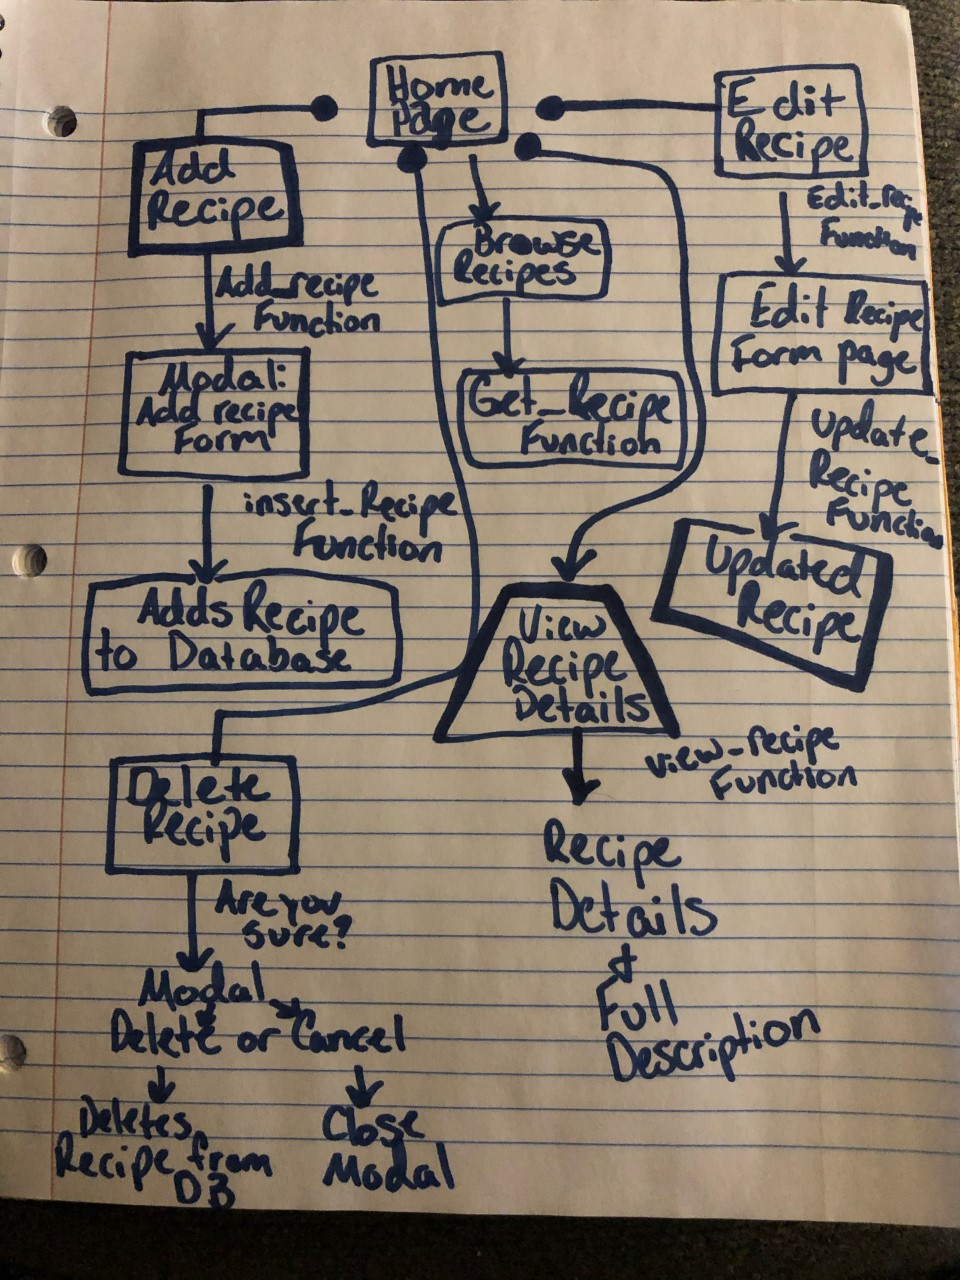 Home
Page
Add
Recipe
Add_recipe
Function
Modal:
Add recipe
Form
insert_Recipe
Function
Adds Recipe
to Database
Browse
Recipes
Get_Recipe
Function
Edit
Recipe
Function
Edit Recipe
Form page
Update_
Recipe
Function
Updated
Recipe
View
Recipe
Details
view_recipe
Function
Recipe
Details
&
Full
Description
Delete
Recipe
Are you
sure?
Modal
Delete or Cancel
Deletes
Recipe from
DB
Close
Modal